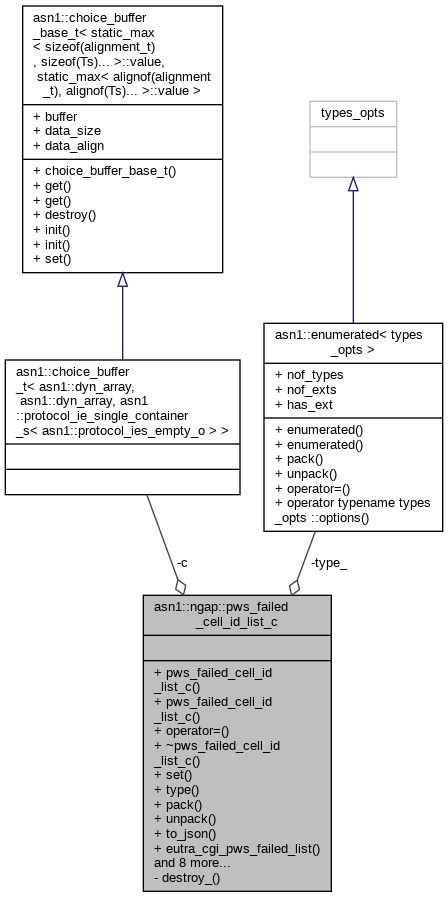 asn1::choice_buffer
_base_t< static_max
< sizeof(alignment_t)
, sizeof(Ts)... >::value,
static_max< alignof(alignment
_t), alignof(Ts)... >::value >
+ buffer
+ data_size
+ data_align
+ choice_buffer_base_t()
+ get()
+ get()
+ destroy()
+ init()
+ init()
+ set()
types_opts
asn1::enumerated< types
_opts >
+ nof_types
+ nof_exts
+ has_ext
+ enumerated()
+ enumerated()
+ pack()
+ unpack()
+ operator=()
+ operator typename types
_opts ::options()
asn1::choice_buffer
_t< asn1::dyn_array,
asn1::dyn_array, asn1
::protocol_ie_single_container
_s< asn1::protocol_ies_empty_o > >
-c
-type_
asn1::ngap::pws_failed
_cell_id_list_c
+ pws_failed_cell_id
_list_c()
+ pws_failed_cell_id
_list_c()
+ operator=()
+ ~pws_failed_cell_id
_list_c()
+ set()
+ type()
+ pack()
+ unpack()
+ to_json()
+ eutra_cgi_pws_failed_list()
and 8 more...
- destroy_()